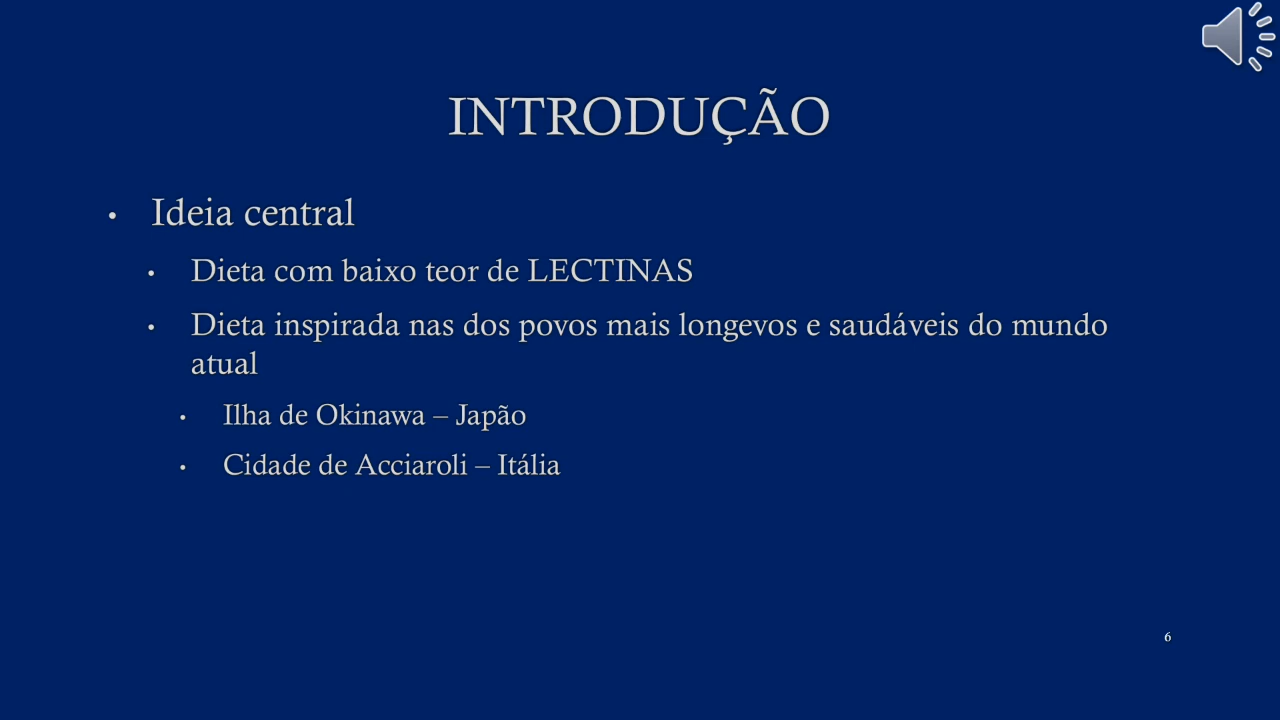 INTRODUÇÃO
• Ideia central
• Dieta com baixo teor de LECTINAS
• Dieta inspirada nas dos povos mais longevos e saudáveis do mundo
atual
• Ilha de Okinawa – Japão
• Cidade de Acciaroli – Itália
6